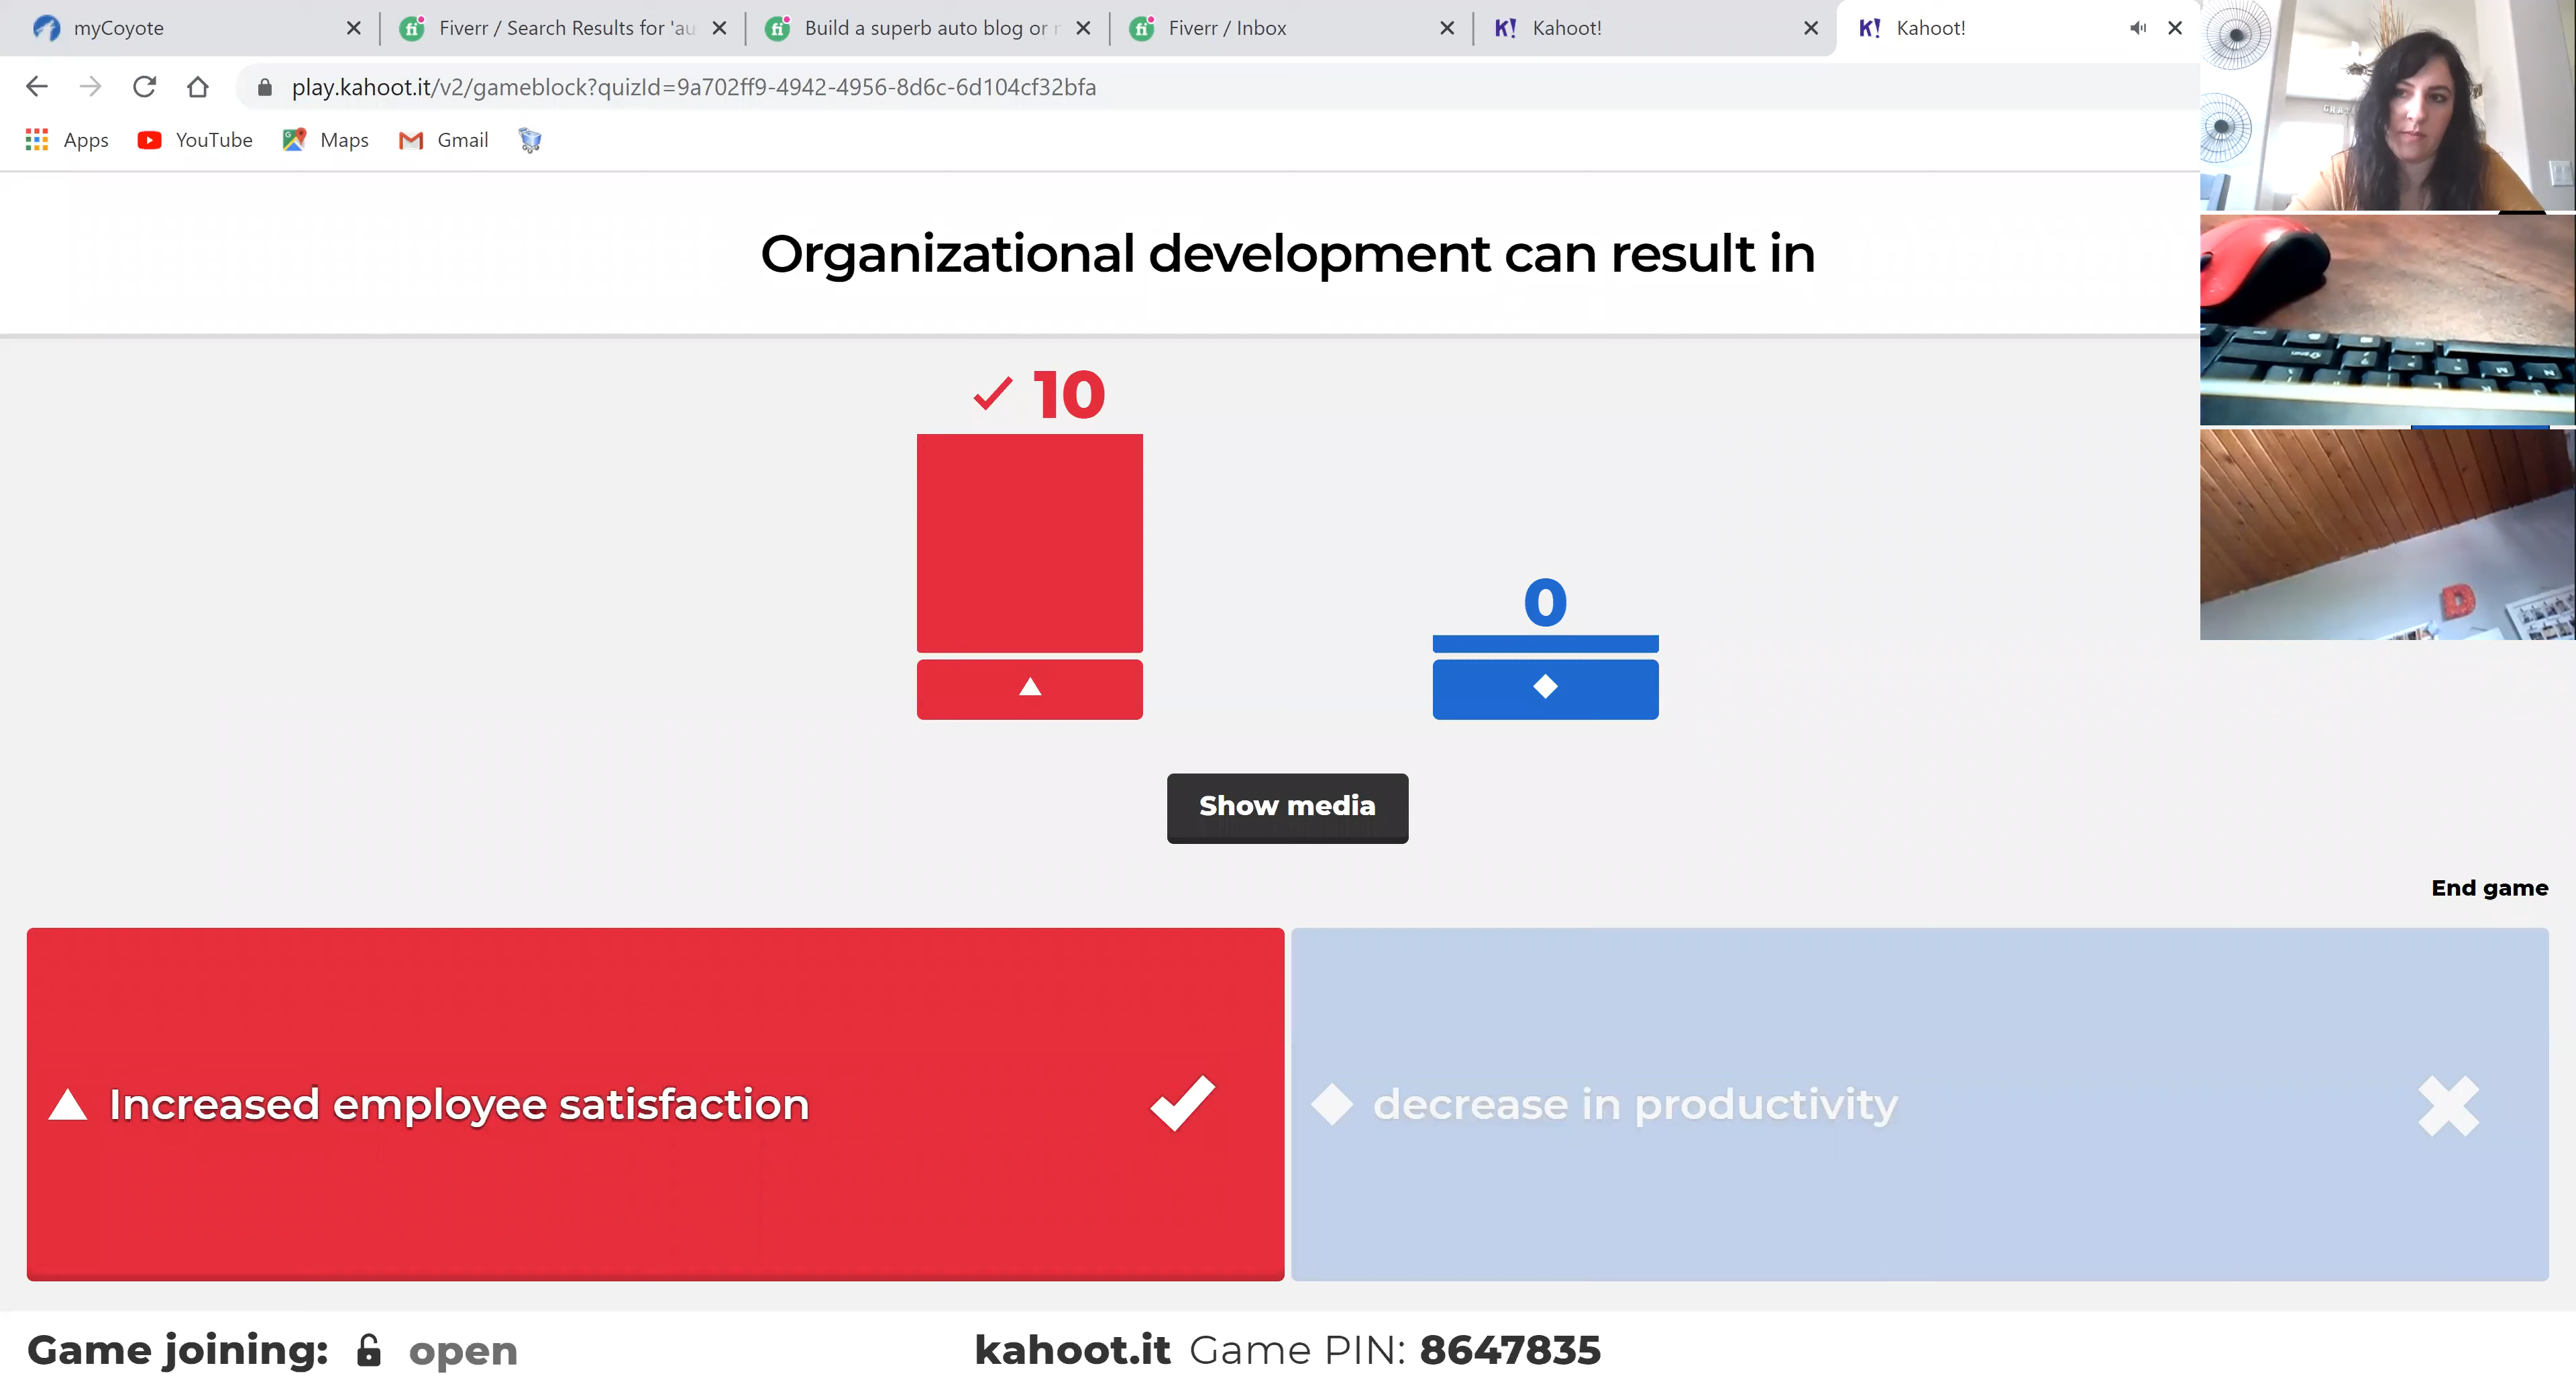 myCoyote
Fiverr / Search Results for 'au
Build a superb auto blog or
Fiverr / Inbox
K! Kahoot!
K! Kahoot!
play.kahoot.it/v2/gameblock?quizId=9a702ff9-4942-4956-8d6c-6d104cf32bfa
Apps YouTube Maps Gmail
Organizational development can result in
10
0
Show media
End game
Increased employee satisfaction
decrease in productivity
Game joining: open
kahoot.it Game PIN: 8647835
D